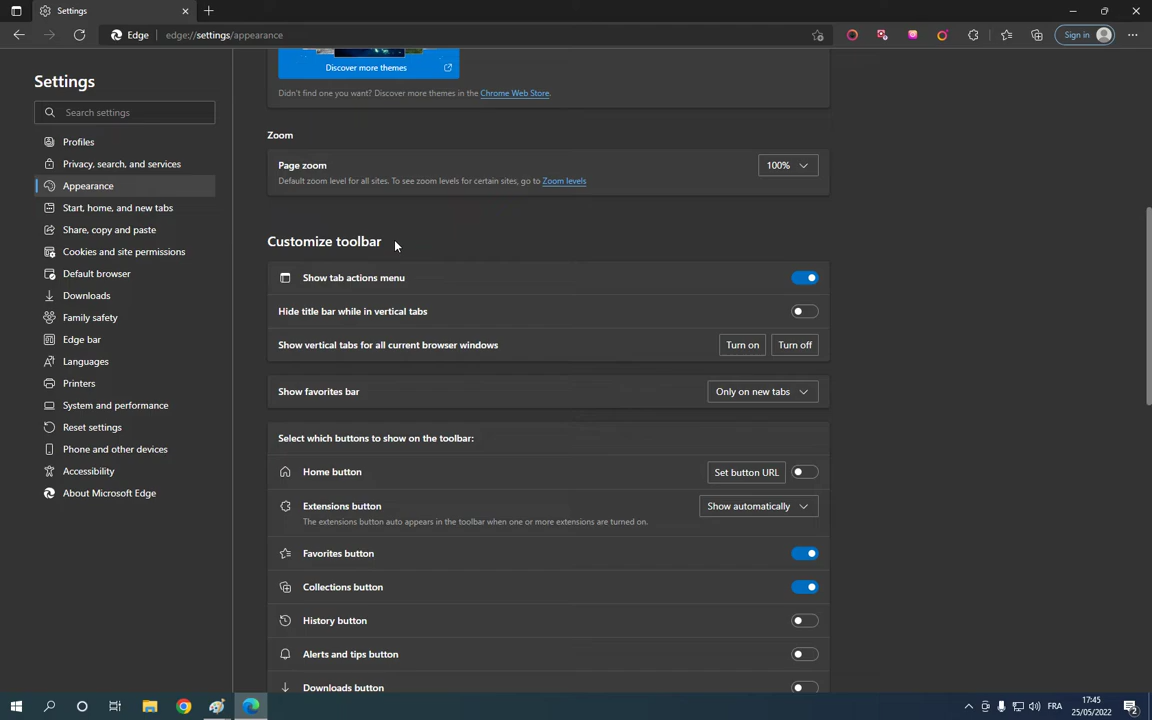 Settings
Edge
edge://settings/appearance
Sign in
Settings
Search settings
Profiles
Privacy, search, and services
Appearance
Start, home, and new tabs
Share, copy and paste
Cookies and site permissions
Default browser
Downloads
Family safety
Edge bar
Languages
Printers
System and performance
Reset settings
Phone and other devices
Accessibility
About Microsoft Edge
Discover more themes
Didn't find one you want? Discover more themes in the Chrome Web Store.
Zoom
Page zoom
100%
Default zoom level for all sites. To see zoom levels for certain sites, go to Zoom levels
Customize toolbar
Show tab actions menu
Hide title bar while in vertical tabs
Show vertical tabs for all current browser windows
Turn on
Turn off
Show favorites bar
Only on new tabs
Select which buttons to show on the toolbar:
Home button
Set button URL
Extensions button
Show automatically
The extensions button auto appears in the toolbar when one or more extensions are turned on.
Favorites button
Collections button
History button
Alerts and tips button
Downloads button
FRA
17:45
25/05/2022
2